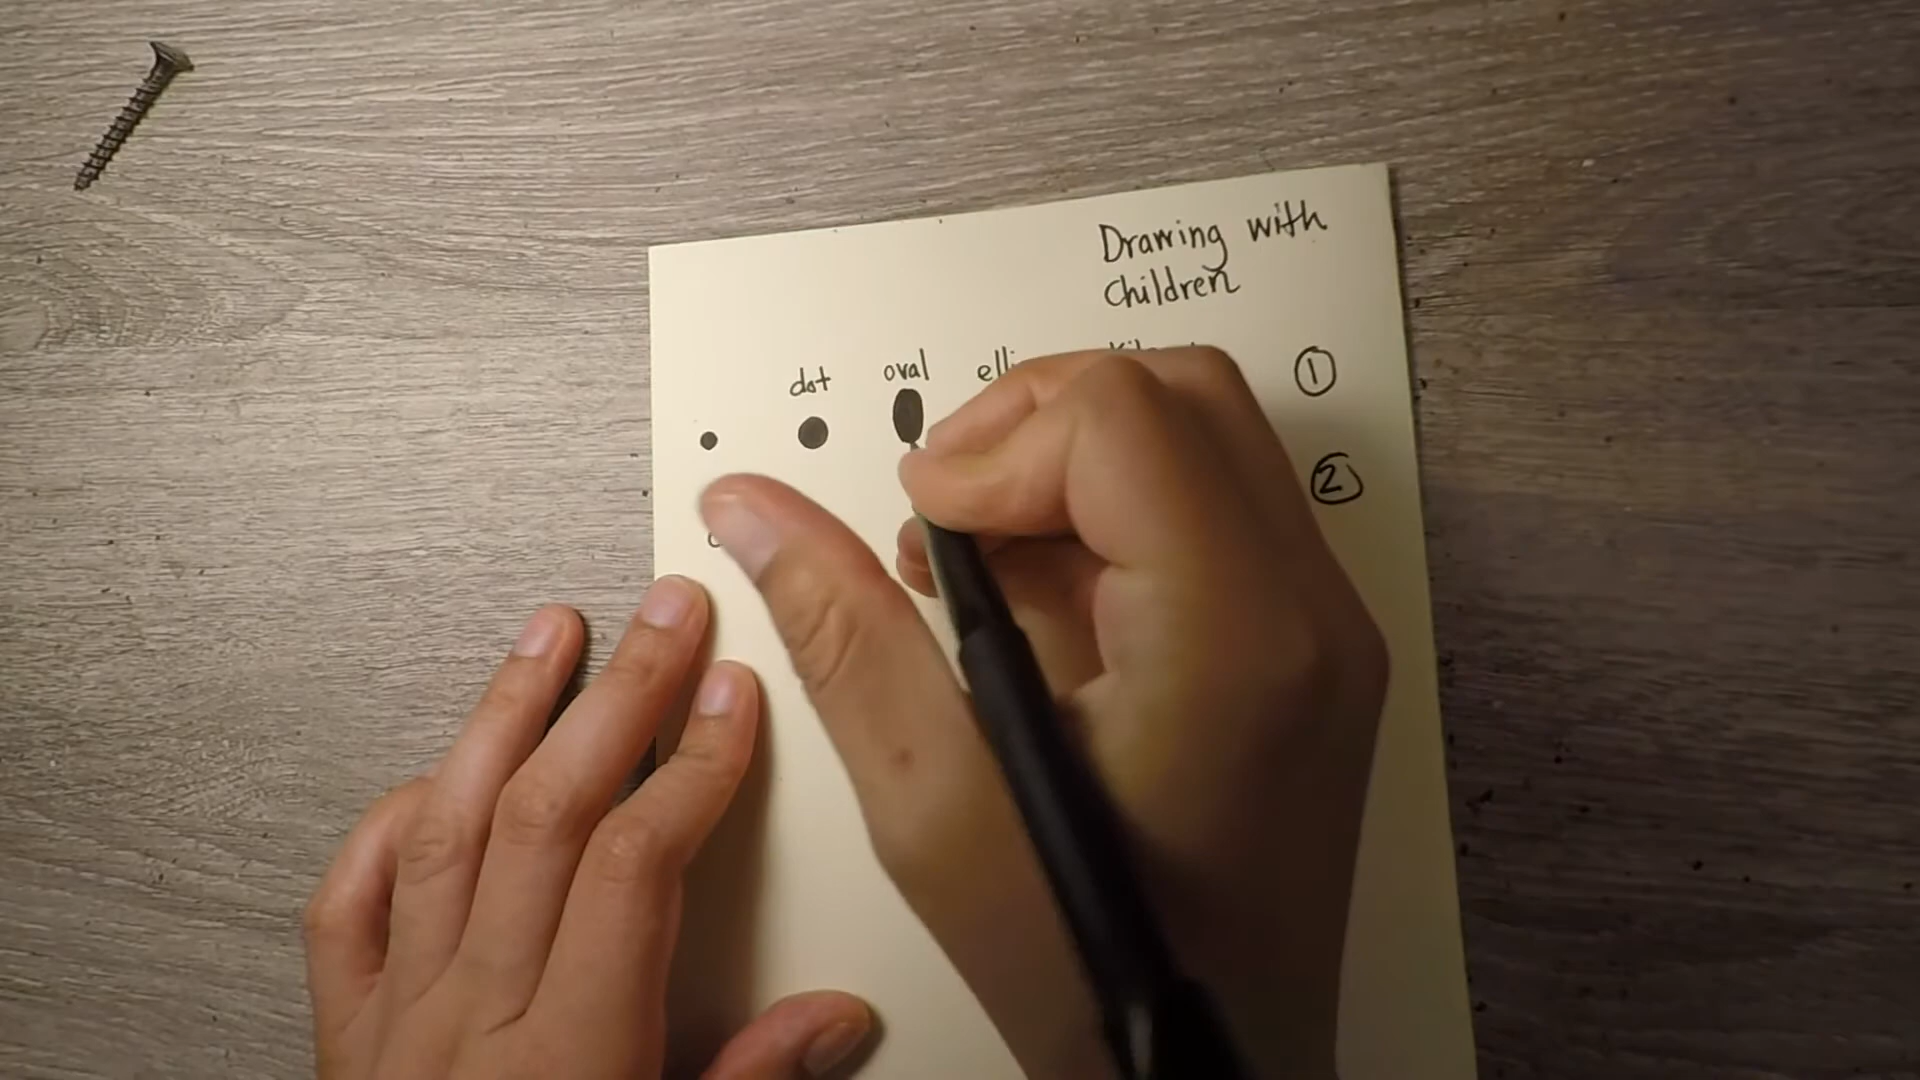 Drawing with
Children
dot oval
①
②